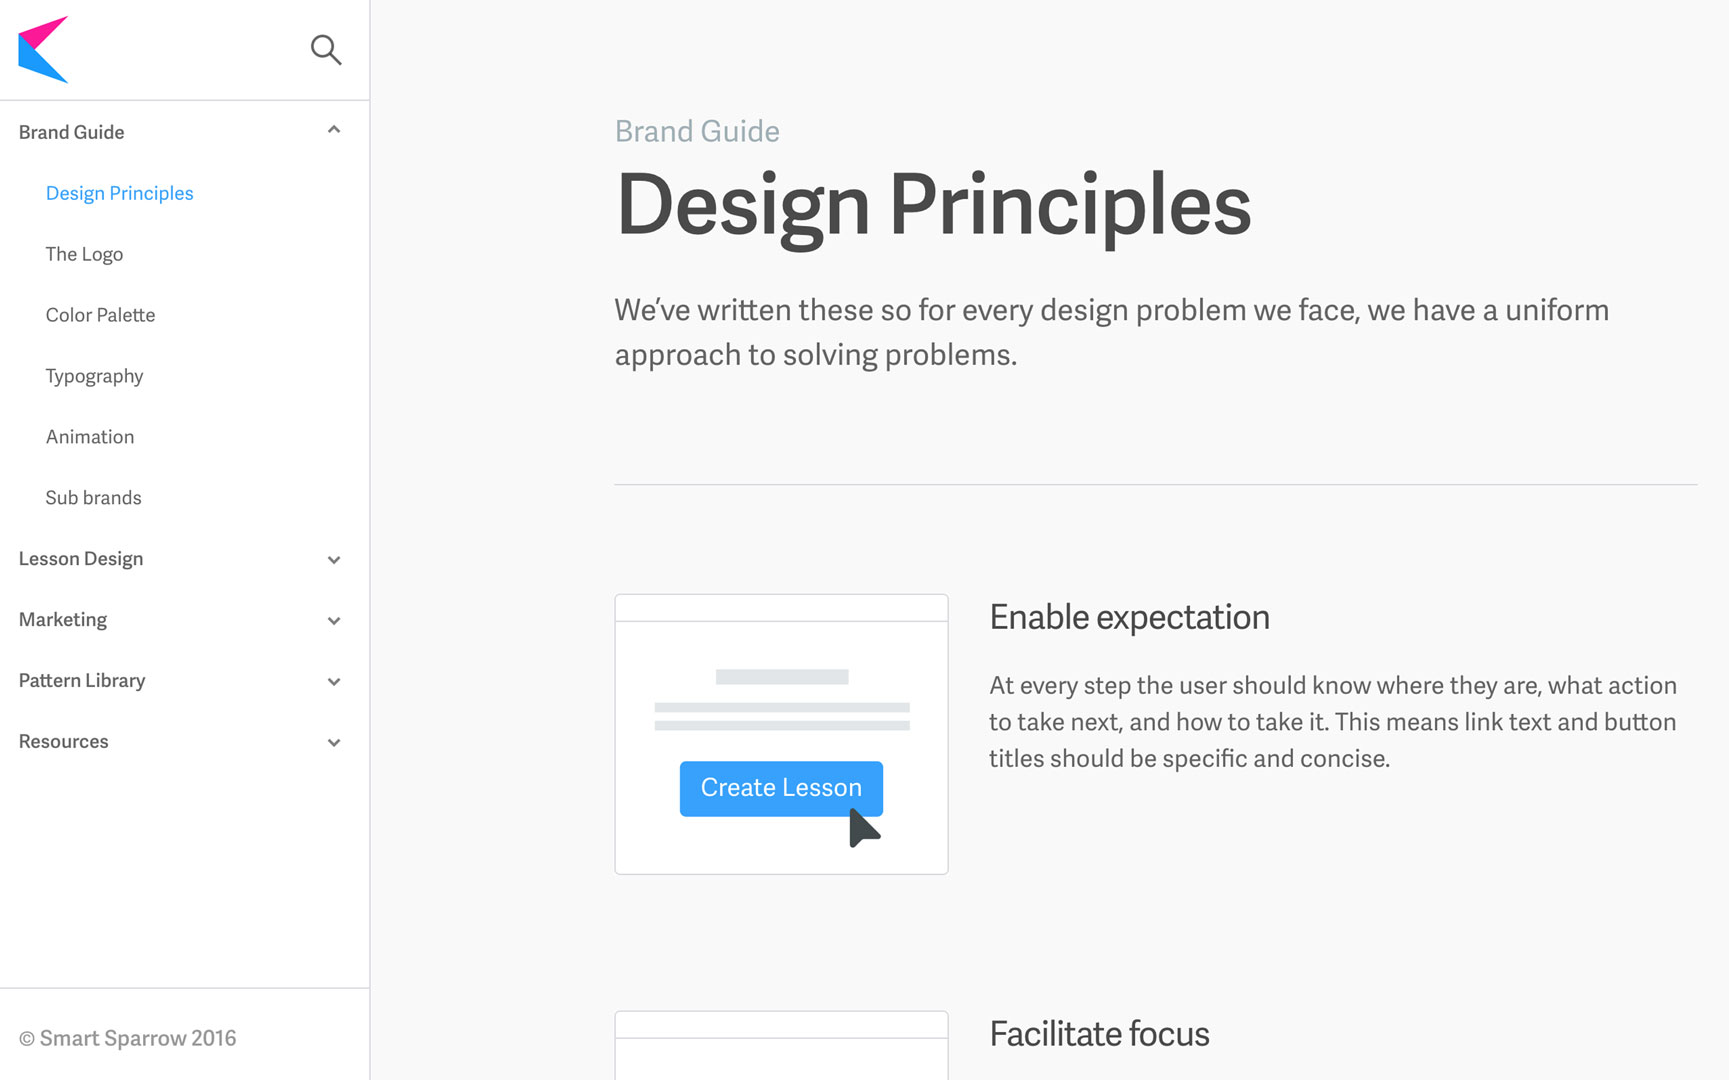 Brand Guide
Design Principles
The Logo
Color Palette
Typography
Animation
Sub brands
Lesson Design
Marketing
Pattern Library
Resources
© Smart Sparrow 2016
Brand Guide
Design Principles
We’ve written these so for every design problem we face, we have a uniform
approach to solving problems.
Create Lesson
Enable expectation
At every step the user should know where they are, what action
to take next, and how to take it. This means link text and button
titles should be specific and concise.
Facilitate focus